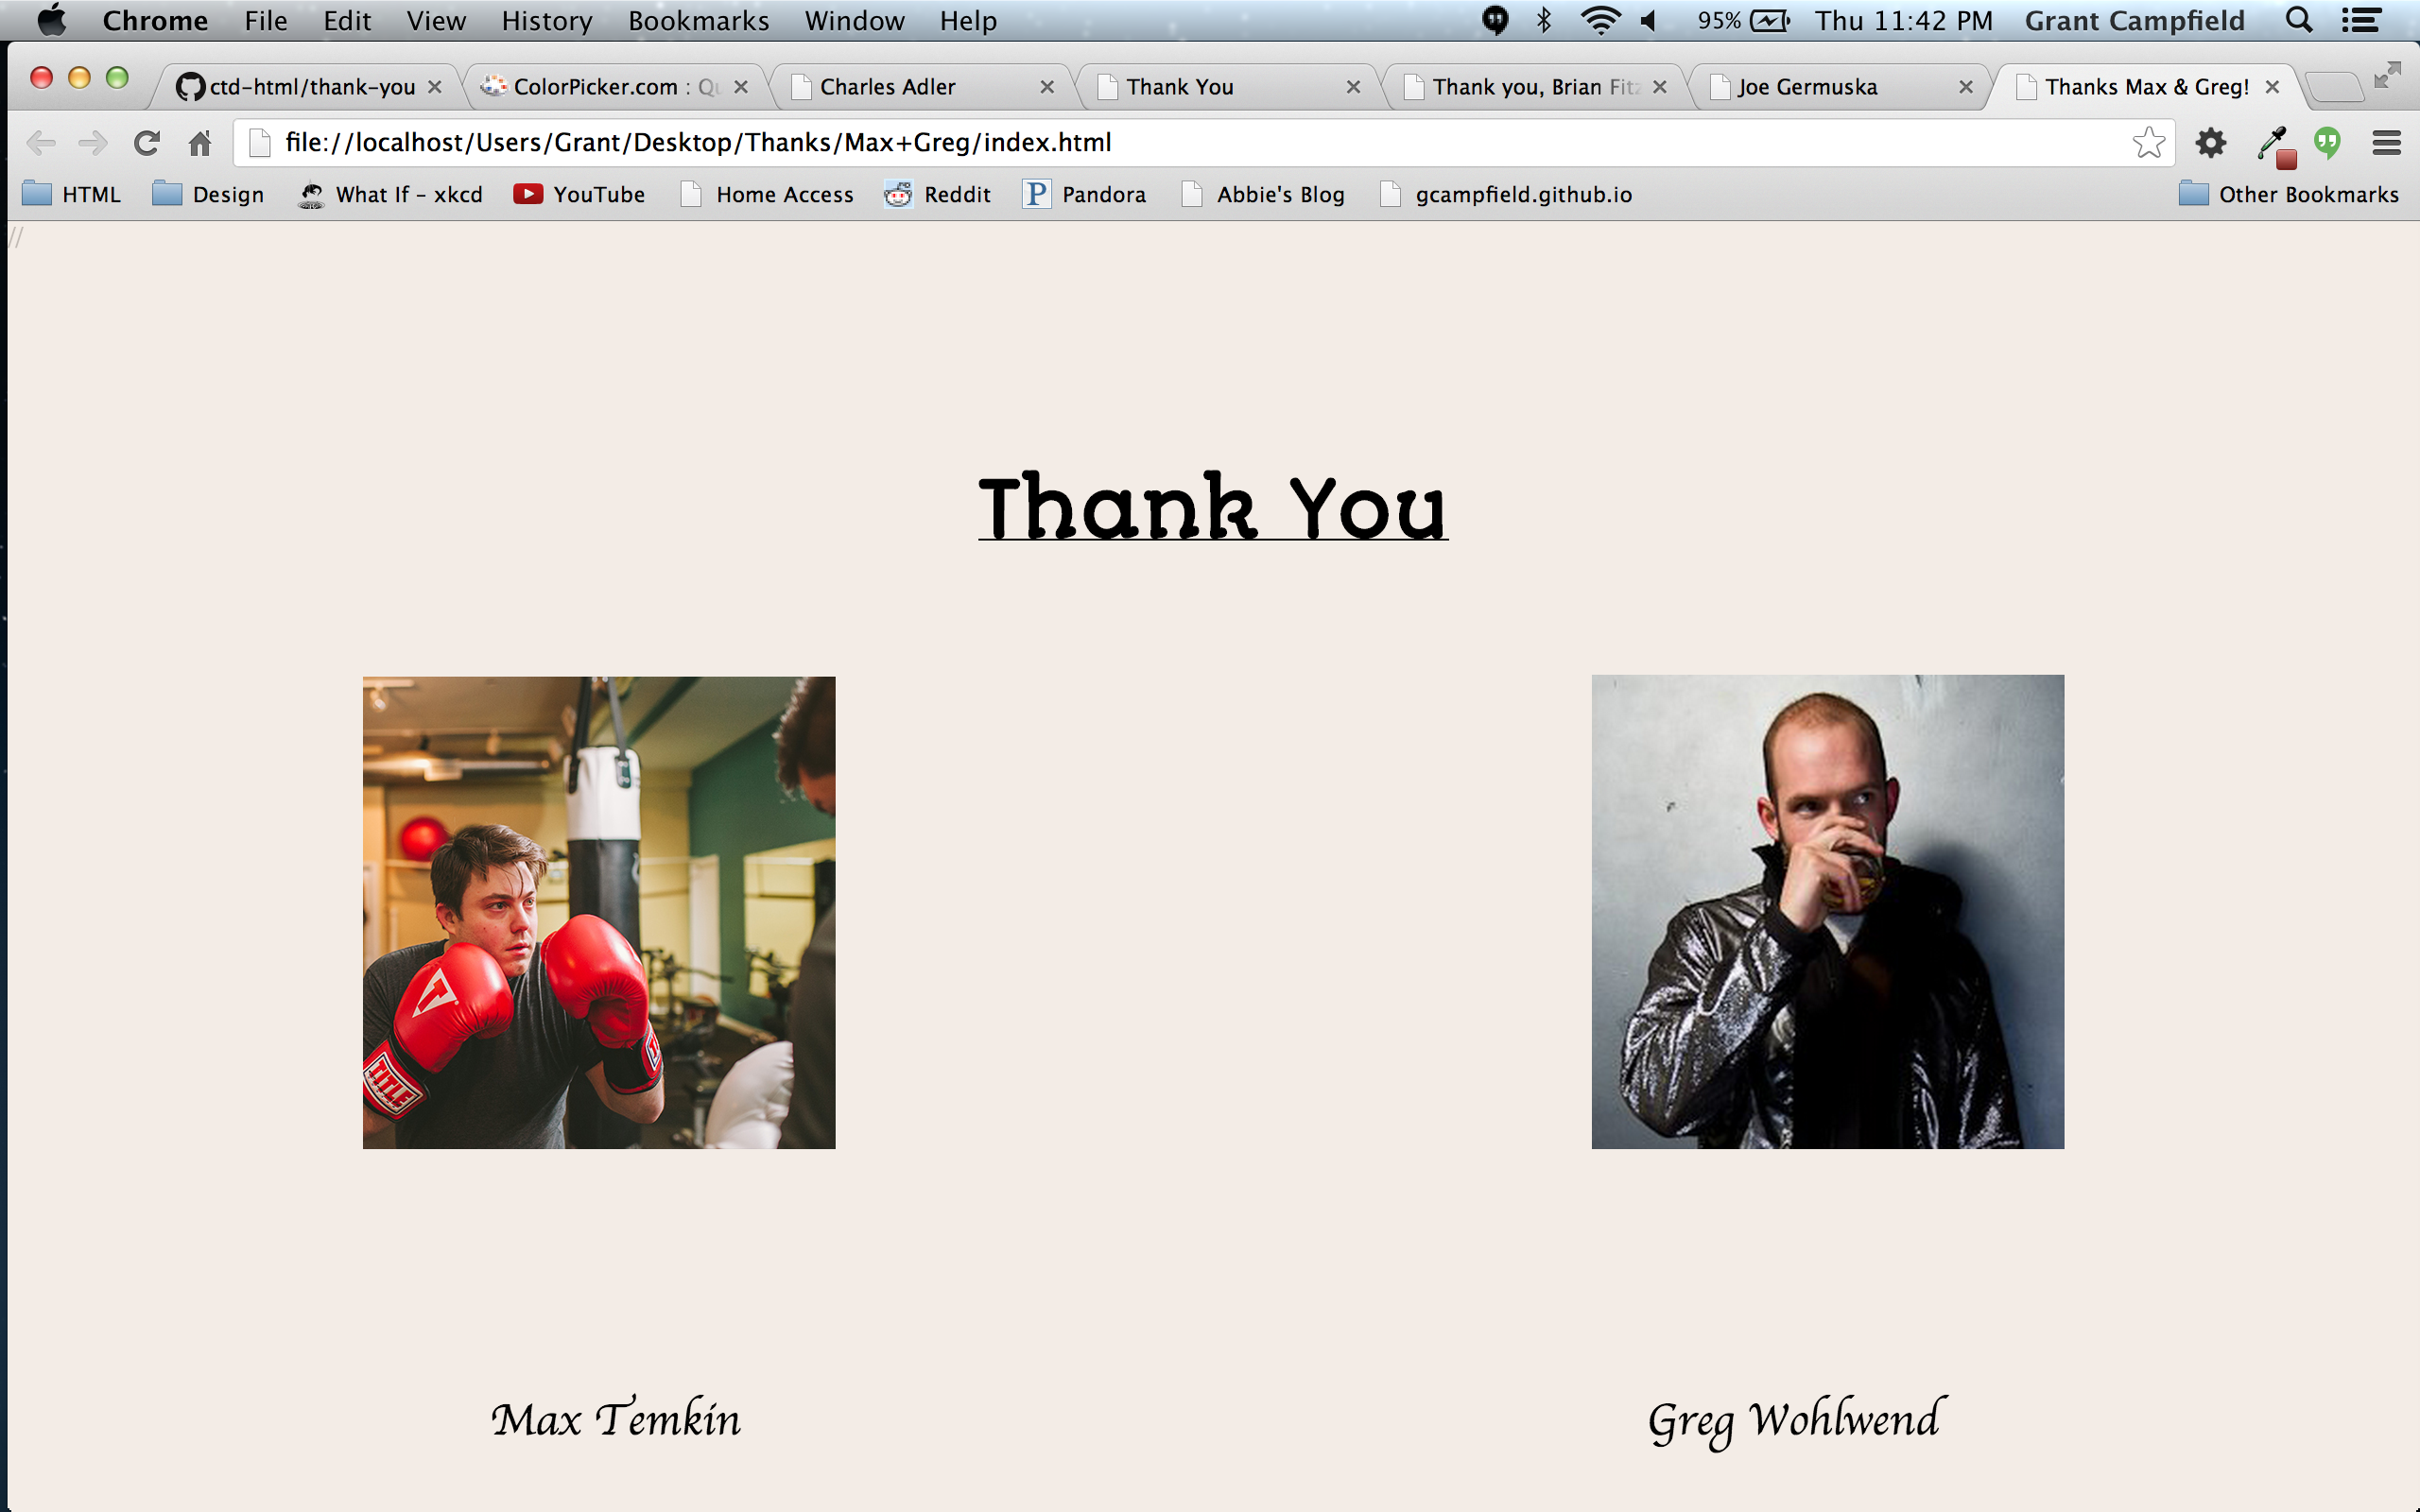 Chrome File Edit View History Bookmarks Window Help 95% Thu 11:42 PM Grant Campfield
ctd-html/thank-you ColorPicker.com : Qu Charles Adler Thank You Thank you, Brian Fitz Joe Germuska Thanks Max & Greg!
file://localhost/Users/Grant/Desktop/Thanks/Max+Greg/index.html
HTML Design What If - xkcd YouTube Home Access Reddit P Pandora Abbie's Blog gcampfield.github.io Other Bookmarks
//
Thank You
T
TITLE
Max Temkin
Greg Wohlwend